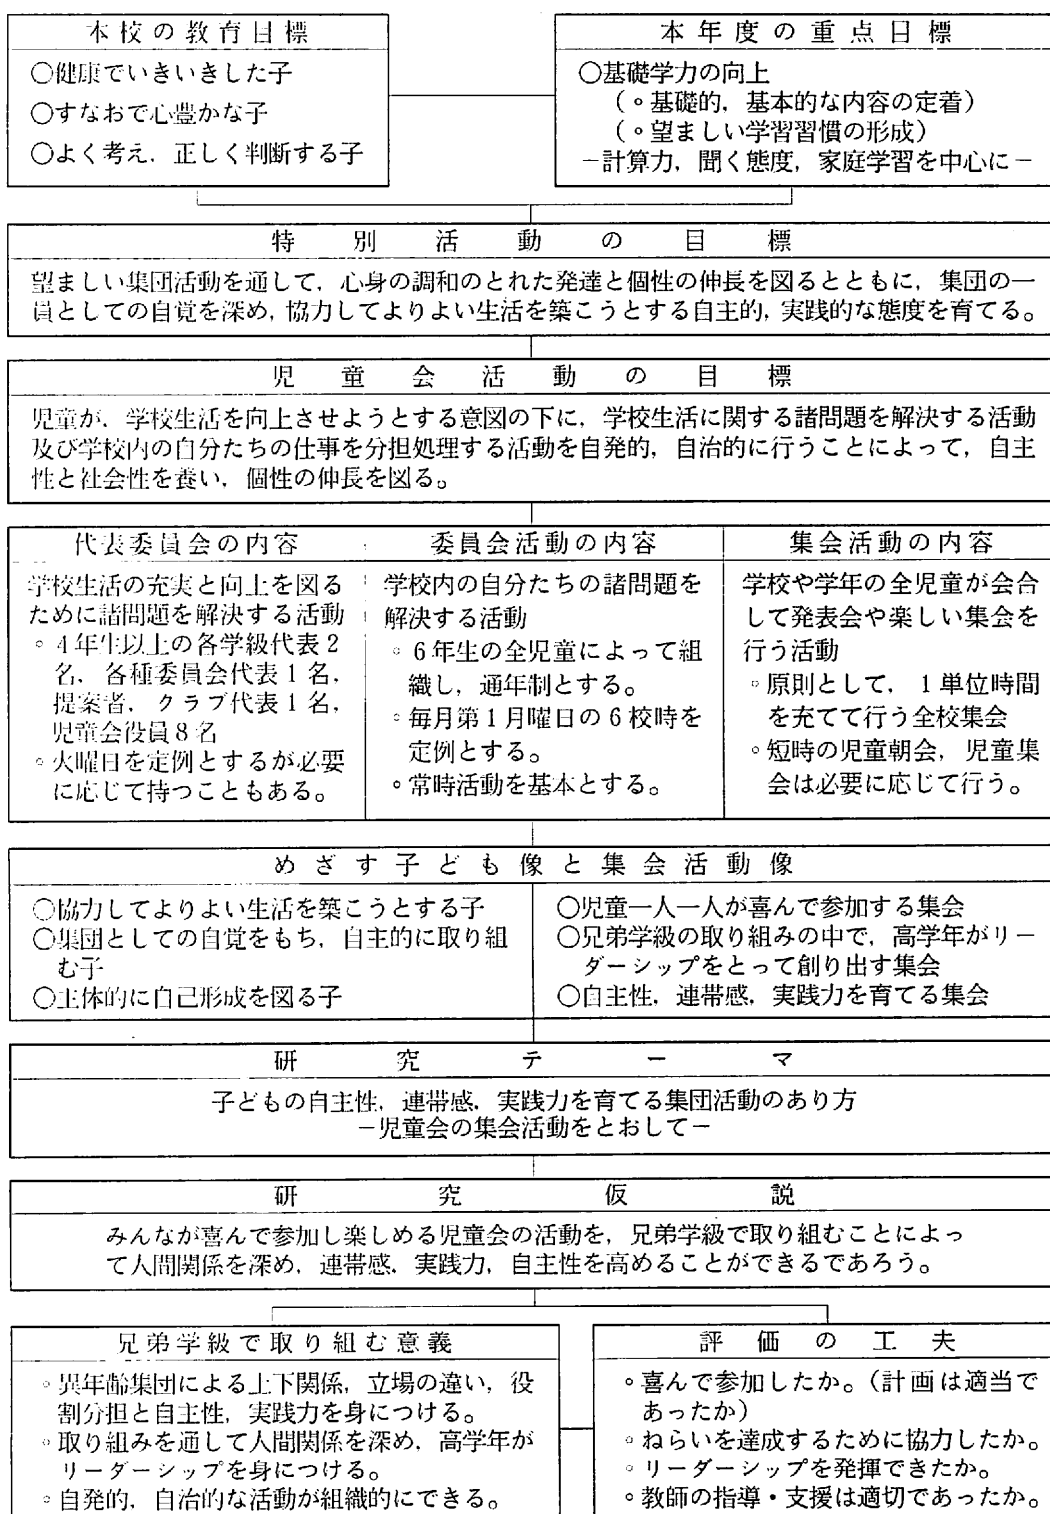 本校の教育目標
○健康でいきいきした子
○すなおで心豊かな子
○よく考え，正しく判断する子
本年度の重点目標
○基礎学力の向上
（∘基礎的，基本的な内容の定着）
（∘望ましい学習習慣の形成）
－計算力，聞く態度，家庭学習を中心に－
特別活動の目標
望ましい集団活動を通して，心身の調和のとれた発達と個性の伸長を図るとともに，集団の一
員としての自覚を深め，協力してよりよい生活を築こうとする自主的，実践的な態度を育てる。
児童会活動の目標
児童が，学校生活を向上させようとする意図の下に，学校生活に関する諸問題を解決する活動
及び学校内の自分たちの仕事を分担処理する活動を自発的，自治的に行うことによって，自主
性と社会性を養い，個性の伸長を図る。
代表委員会の内容
学校生活の充実と向上を図る
ために諸問題を解決する活動
∘4年生以上の各学級代表2
名，各種委員会代表1名，
提案者，クラブ代表1名，
児童会役員8名
∘火曜日を定例とするが必要
に応じて持つこともある。
委員会活動の内容
学校内の自分たちの諸問題を
解決する活動
∘6年生の全児童によって組
織し，通年制とする。
∘毎月第1月曜日の6校時を
定例とする。
∘常時活動を基本とする。
集会活動の内容
学校や学年の全児童が会合
して発表会や楽しい集会を
行う活動
∘原則として，1単位時間
を充てて行う全校集会
∘短時の児童朝会，児童集
会は必要に応じて行う。
めざす子ども像と集会活動像
○協力してよりよい生活を築こうとする子
○集団としての自覚をもち，自主的に取り組
む子
○主体的に自己形成を図る子
○児童一人一人が喜んで参加する集会
○兄弟学級の取り組みの中で，高学年がリー
ダーシップをとって創り出す集会
○自主性，連帯感，実践力を育てる集会
研究テーマ
子どもの自主性，連帯感，実践力を育てる集団活動のあり方
－児童会の集会活動をとおして－
研究仮説
みんなが喜んで参加し楽しめる児童会の活動を，兄弟学級で取り組むことによっ
て人間関係を深め，連帯感，実践力，自主性を高めることができるであろう。
兄弟学級で取り組む意義
∘異年齢集団による上下関係，立場の違い，役
割分担と自主性，実践力を身につける。
∘取り組みを通して人間関係を深め，高学年が
リーダーシップを身につける。
∘自発的，自治的な活動が組織的にできる。
評価の工夫
∘喜んで参加したか。（計画は適当で
あったか）
∘ねらいを達成するために協力したか。
∘リーダーシップを発揮できたか。
∘教師の指導・支援は適切であったか。